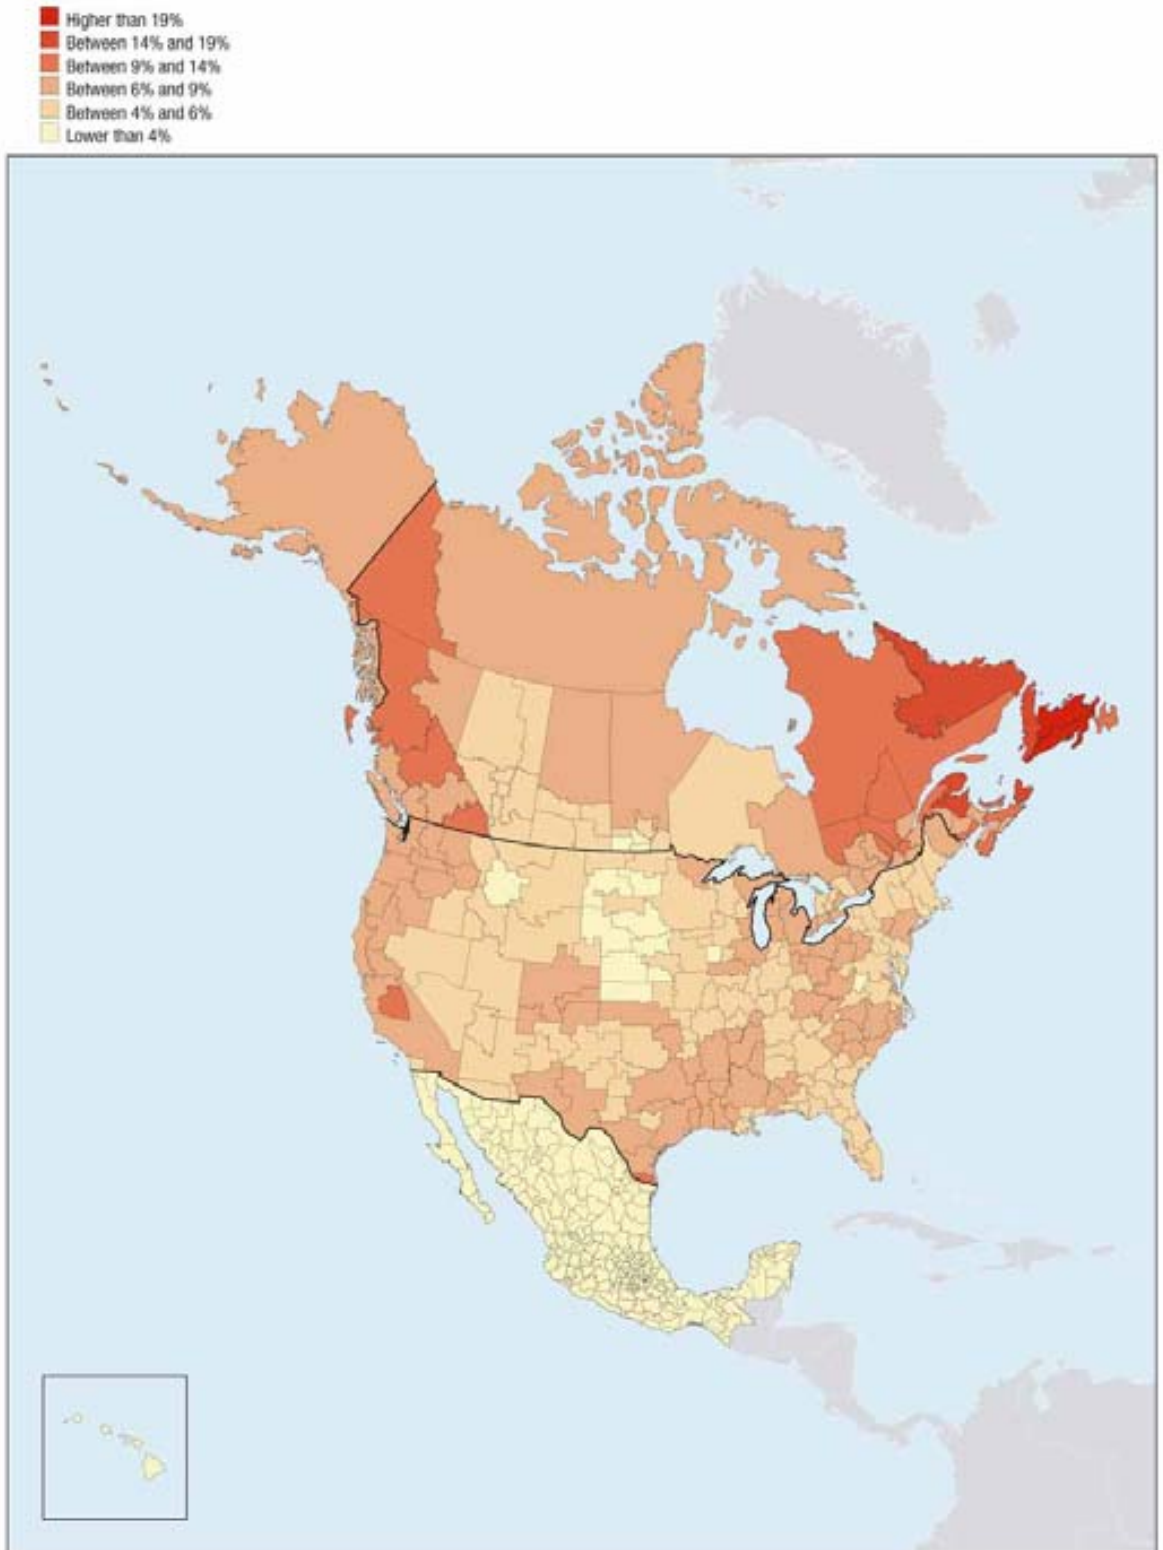 Higher than 19%
Between 14% and 19%
Between 9% and 14%
Between 6% and 9%
Between 4% and 6%
Lower than 4%